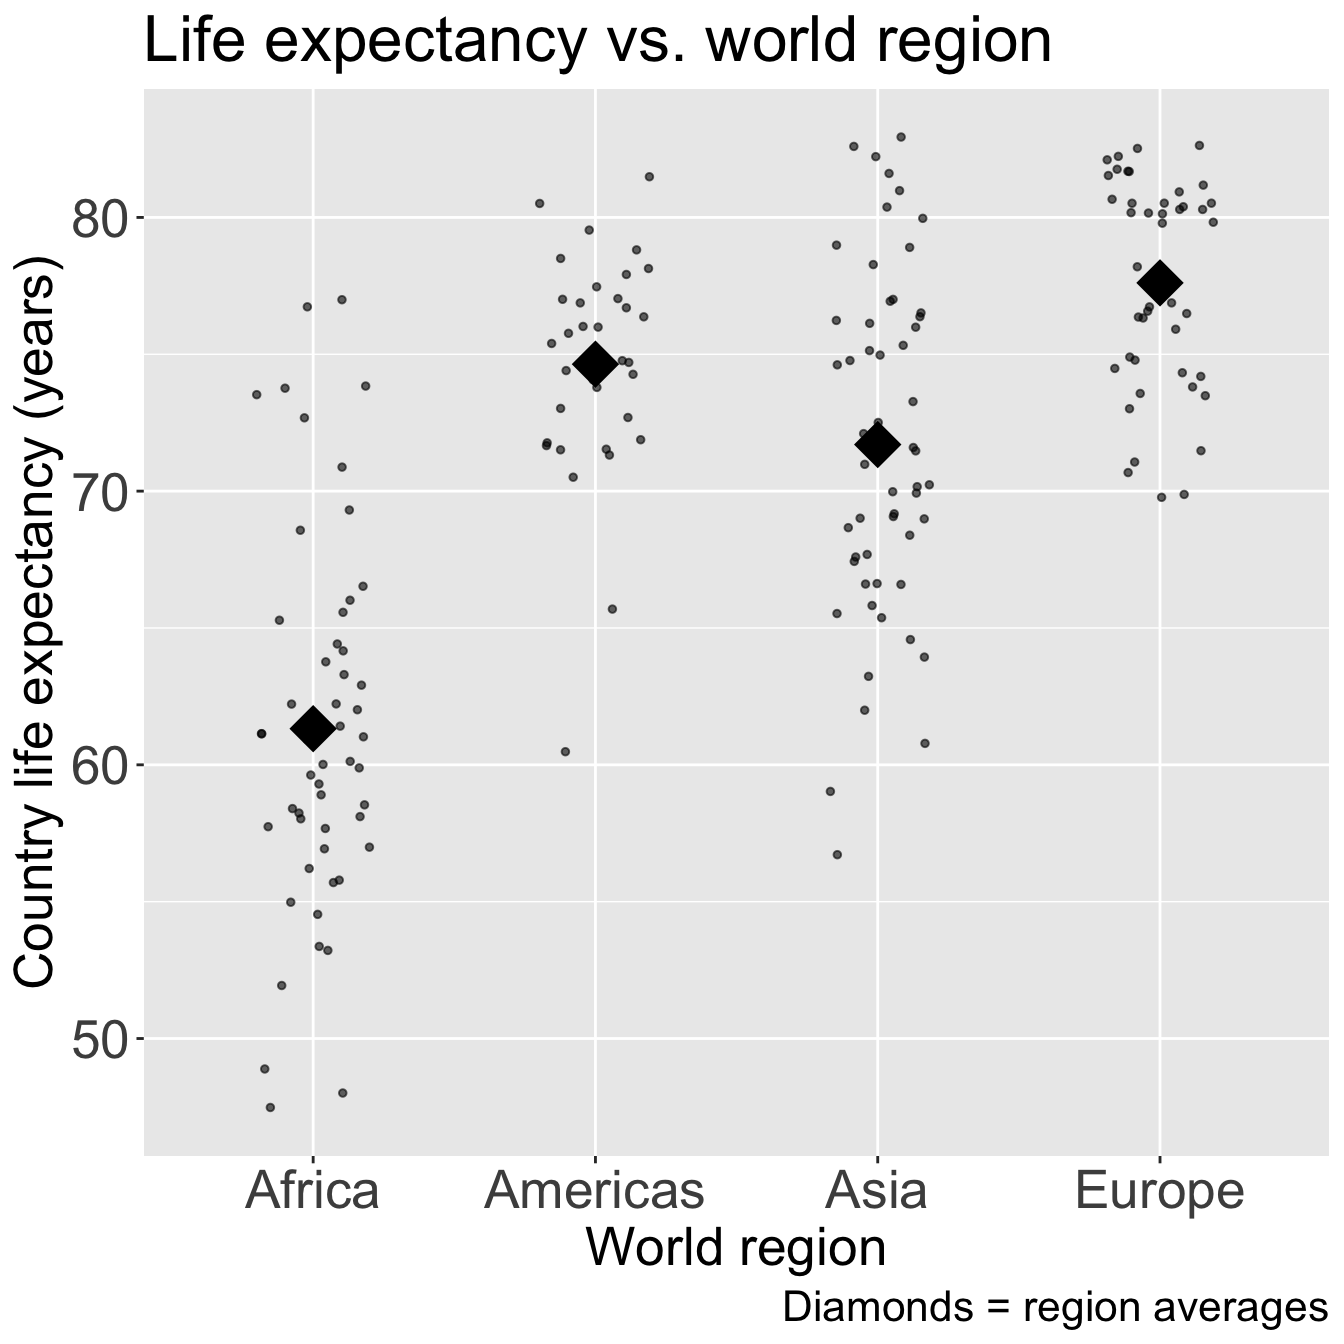 Life expectancy vs. world region
Country life expectancy (years)
80
70
60
50
Africa Americas Asia Europe
World region
Diamonds = region averages